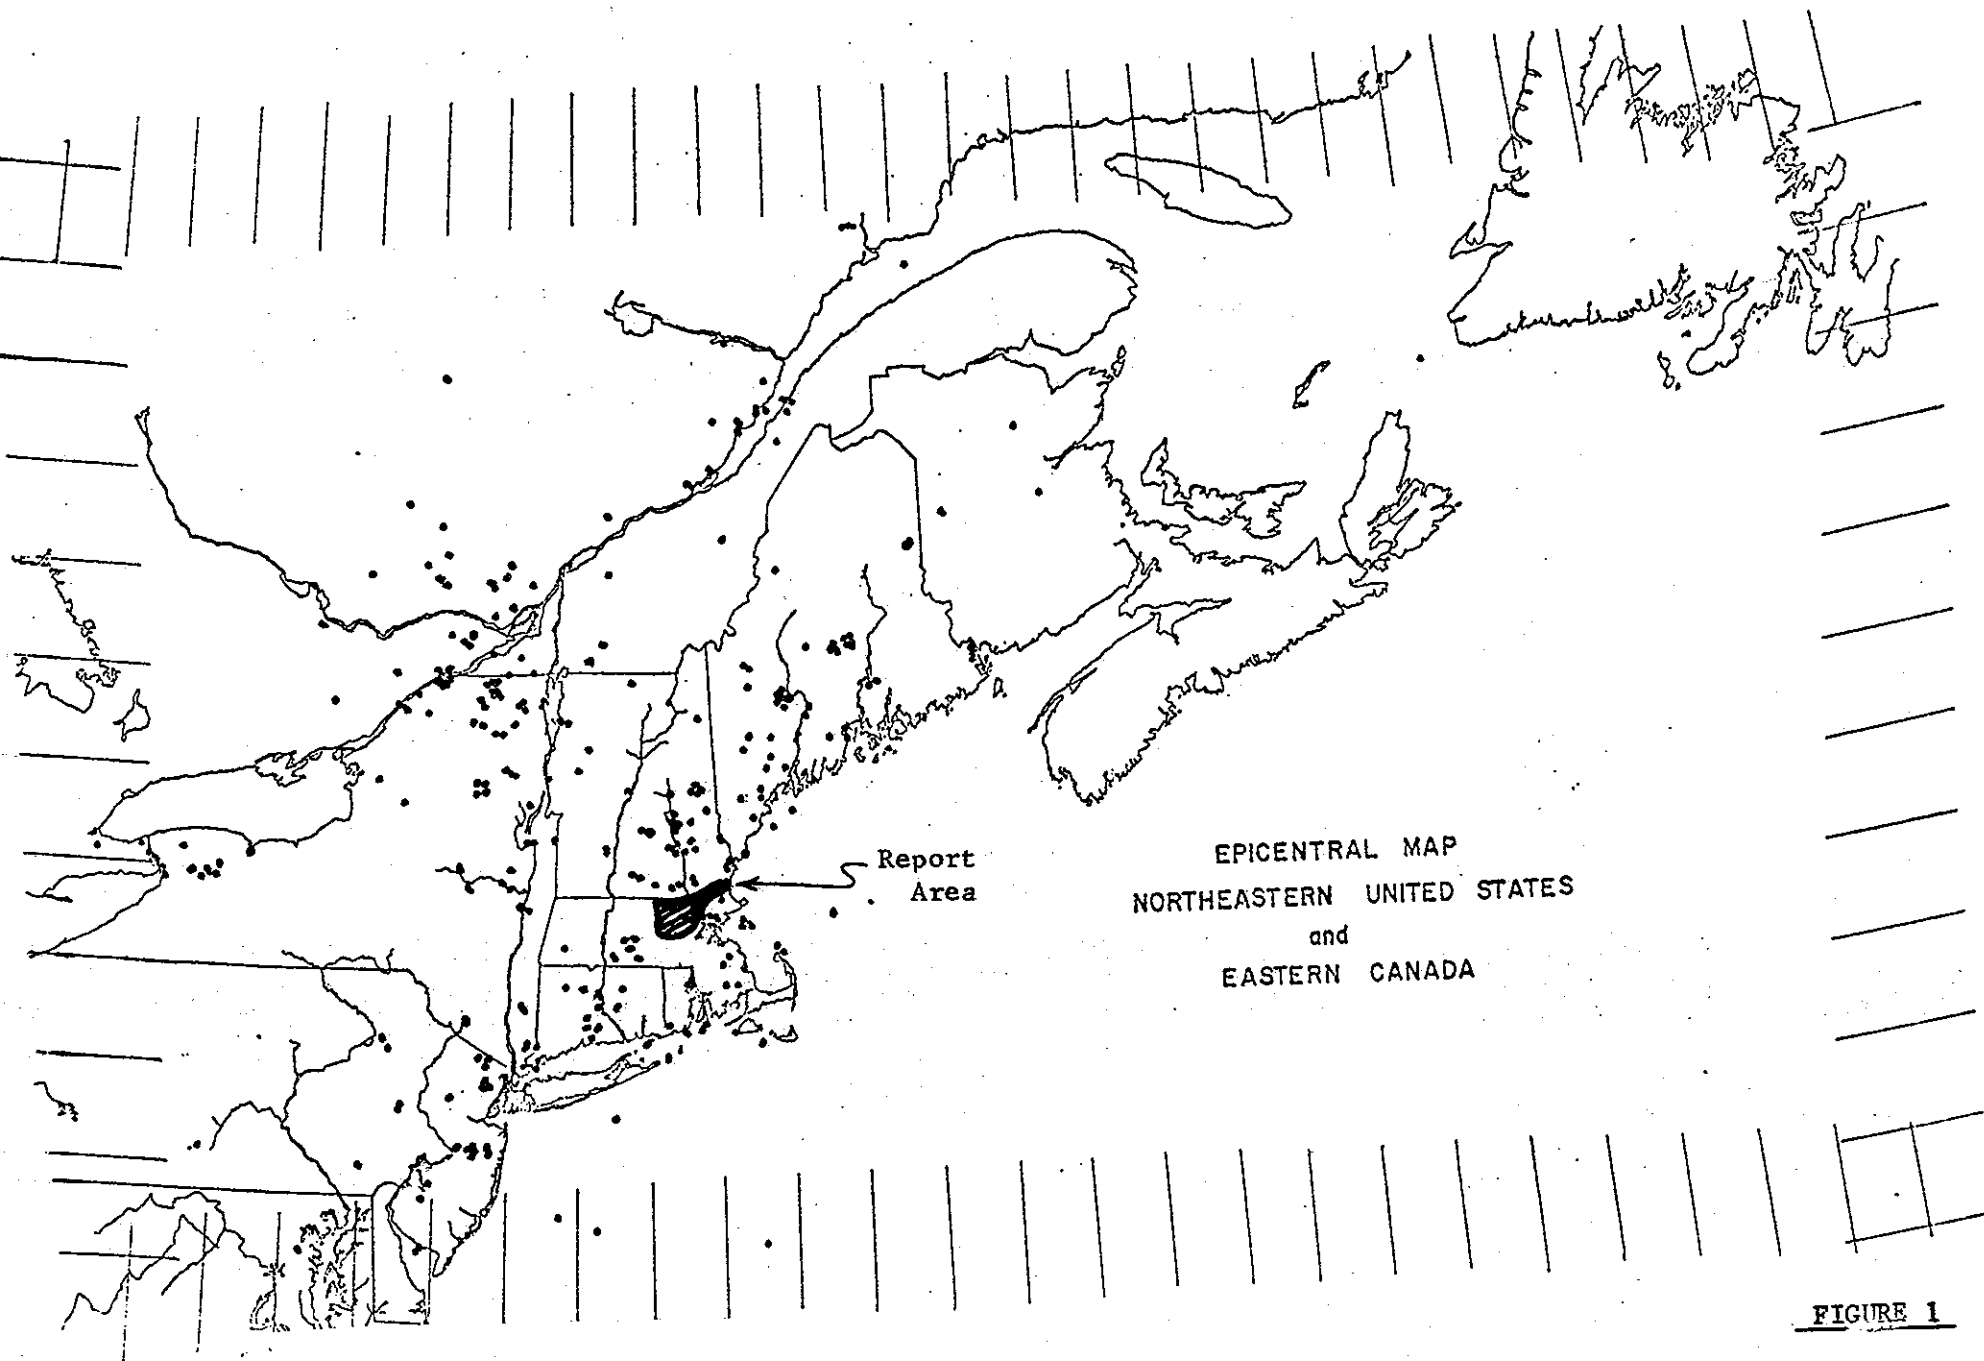 Report
Area
EPICENTRAL MAP
NORTHEASTERN UNITED STATES
and
EASTERN CANADA
FIGURE 1